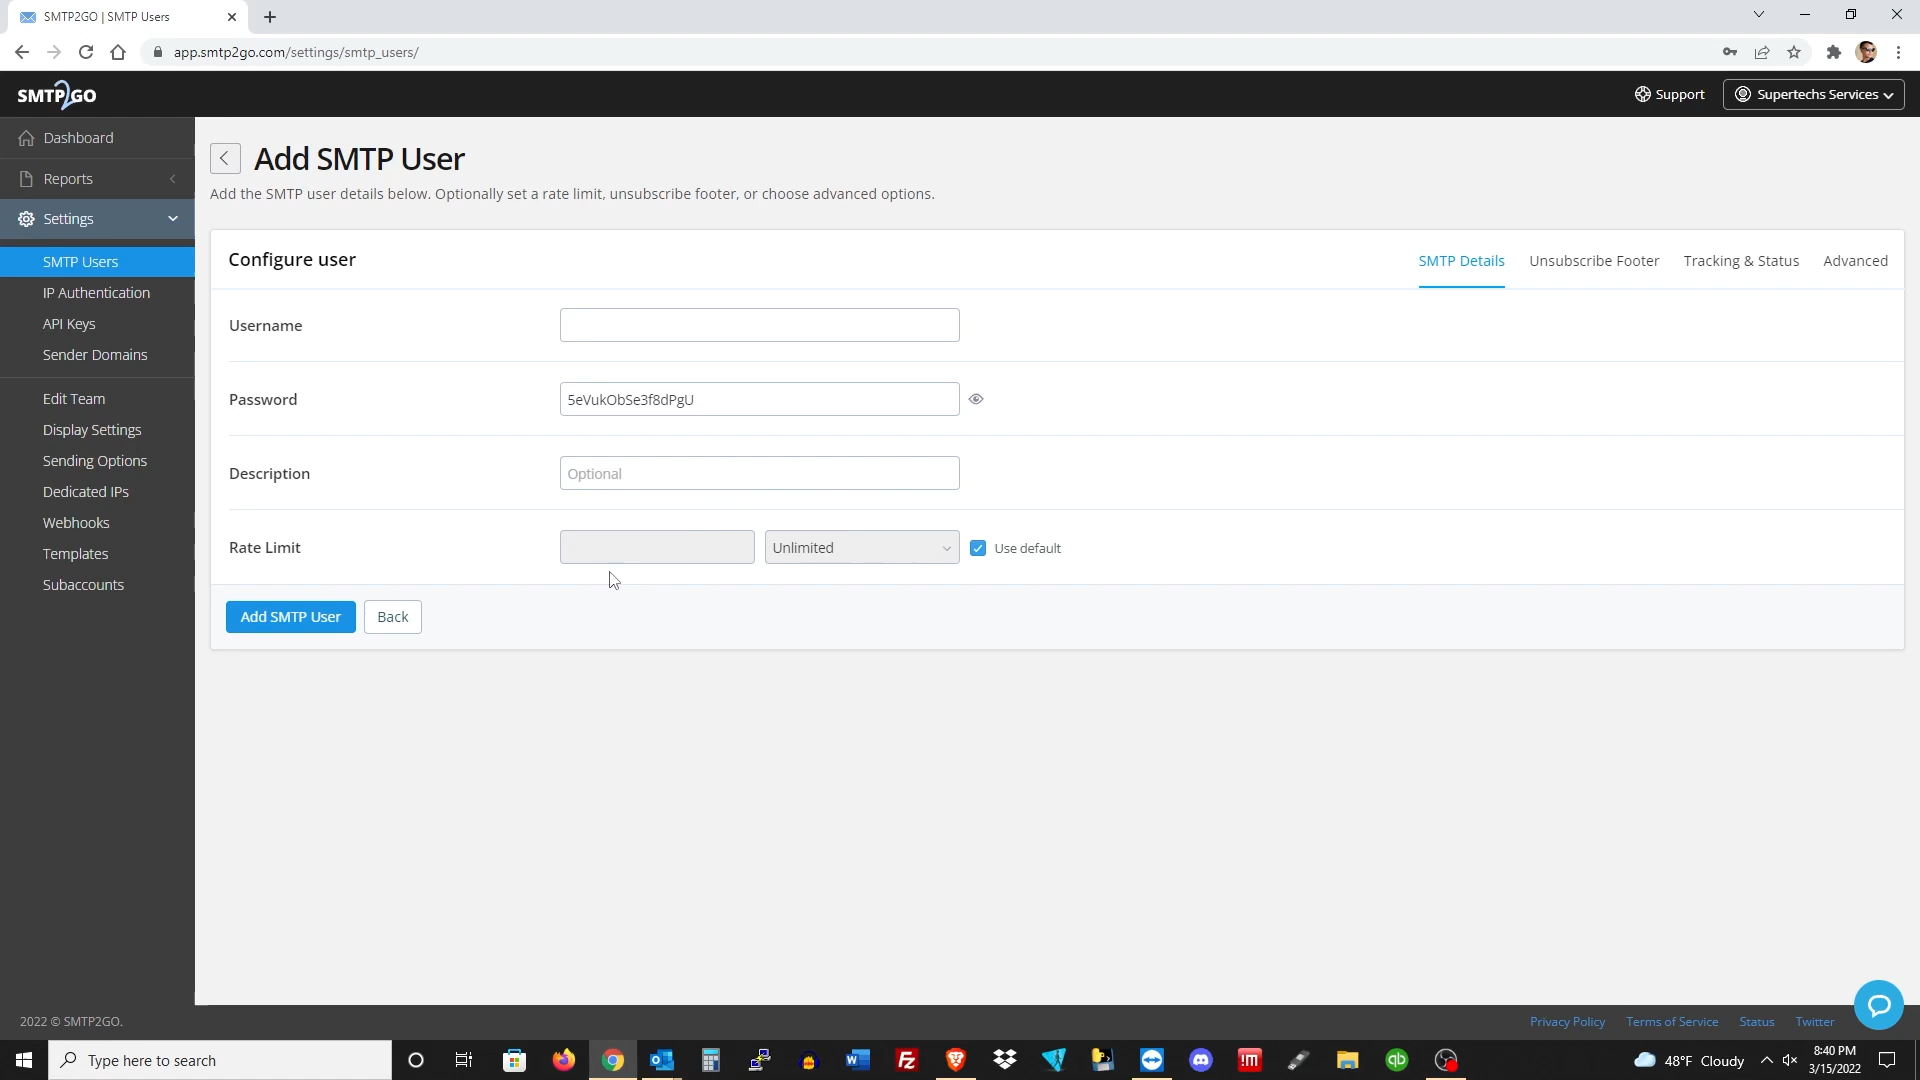 SMTP2GO | SMTP Users
app.smtp2go.com/settings/smtp_users/
SMTP2GO
Support
Supertechs Services
Dashboard
Reports
Settings
SMTP Users
IP Authentication
API Keys
Sender Domains
Edit Team
Display Settings
Sending Options
Dedicated IPs
Webhooks
Templates
Subaccounts
Add SMTP User
Add the SMTP user details below. Optionally set a rate limit, unsubscribe footer, or choose advanced options.
Configure user
SMTP Details
Unsubscribe Footer
Tracking & Status
Advanced
Username
Password
5eVukObSe3f8dPgU
Description
Optional
Rate Limit
Unlimited
Use default
Add SMTP User
Back
2022 © SMTP2GO.
Privacy Policy
Terms of Service
Status
Twitter
Type here to search
48°F Cloudy
8:40 PM
3/15/2022